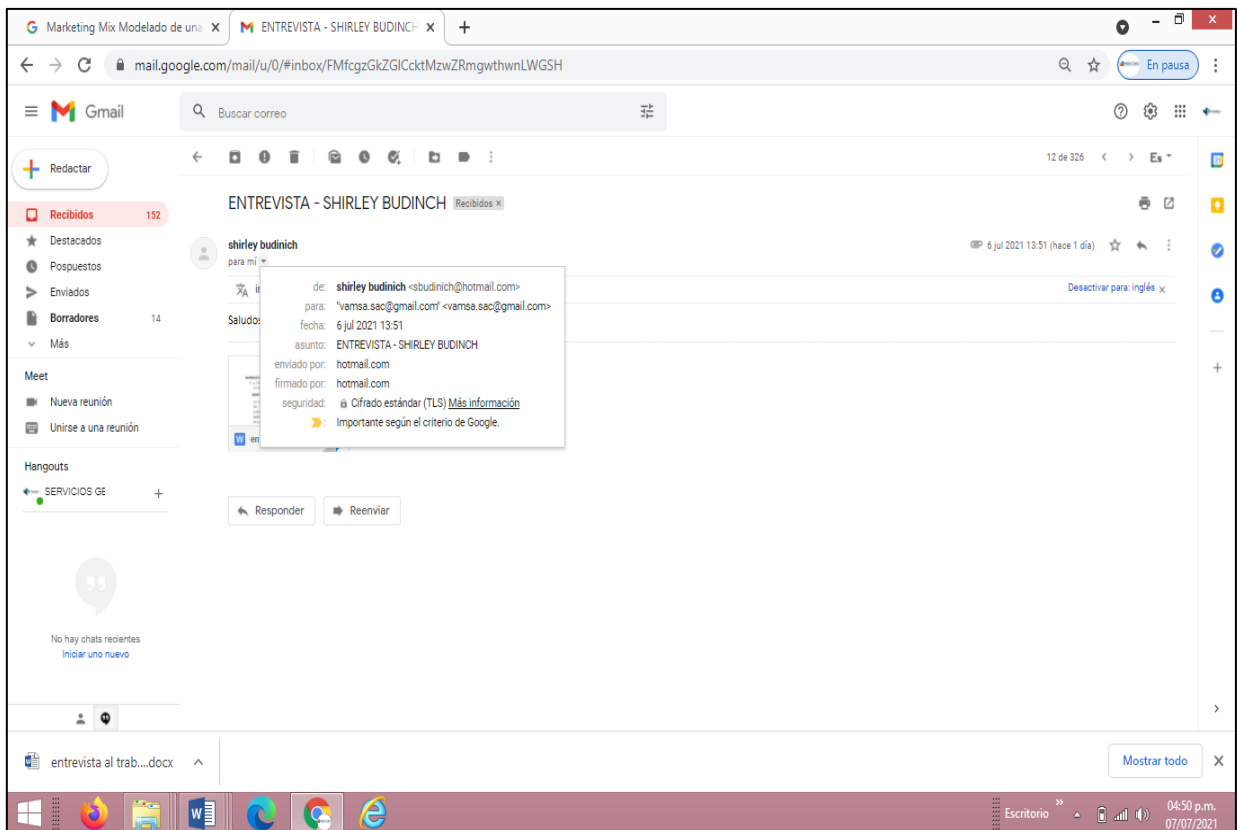 Marketing Mix Modelado de una
ENTREVISTA - SHIRLEY BUDINCH
mail.google.com/mail/u/0/#inbox/FMfcgzGkZGlCcktMzwZRmgwthwnLWGSH
En pausa
Gmail
Buscar correo
Redactar
12 de 326
Es
ENTREVISTA - SHIRLEY BUDINCH Recibidos x
Recibidos 152
Destacados
Pospuestos
Enviados
Borradores 14
Más
shirley budinich
para mí
6 jul 2021 13:51 (hace 1 día)
Desactivar para: inglés x
de: shirley budinich <sbudinich@hotmail.com>
para: "vamsa.sac@gmail.com" <vamsa.sac@gmail.com>
fecha: 6 jul 2021 13:51
asunto: ENTREVISTA - SHIRLEY BUDINCH
enviado por: hotmail.com
firmado por: hotmail.com
seguridad: Cifrado estándar (TLS) Más información
: Importante según el criterio de Google.
Meet
Nueva reunión
Unirse a una reunión
Hangouts
SERVICIOS GE
Responder
Reenviar
No hay chats recientes
Iniciar uno nuevo
entrevista al trab....docx
Mostrar todo
Escritorio
04:50 p.m.
07/07/2021